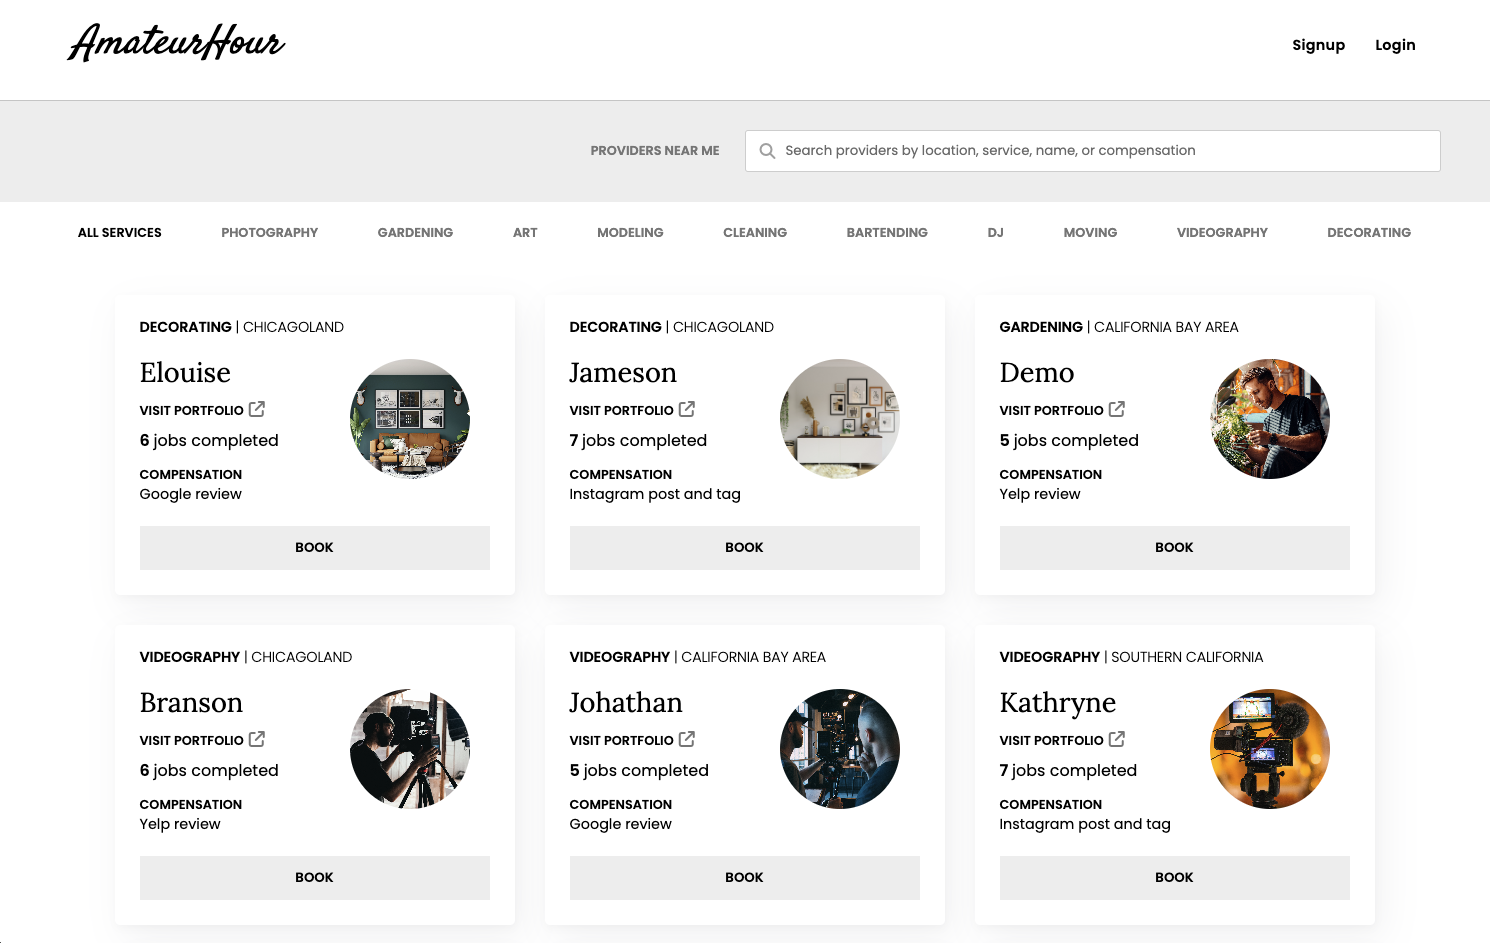 AmateurHour
Signup Login
PROVIDERS NEAR ME Search providers by location, service, name, or compensation
ALL SERVICES PHOTOGRAPHY GARDENING ART MODELING CLEANING BARTENDING DJ MOVING VIDEOGRAPHY DECORATING
DECORATING | CHICAGOLAND
Elouise
VISIT PORTFOLIO
6 jobs completed
COMPENSATION
Google review
BOOK
DECORATING | CHICAGOLAND
Jameson
VISIT PORTFOLIO
7 jobs completed
COMPENSATION
Instagram post and tag
BOOK
GARDENING | CALIFORNIA BAY AREA
Demo
VISIT PORTFOLIO
5 jobs completed
COMPENSATION
Yelp review
BOOK
VIDEOGRAPHY | CHICAGOLAND
Branson
VISIT PORTFOLIO
6 jobs completed
COMPENSATION
Yelp review
BOOK
VIDEOGRAPHY | CALIFORNIA BAY AREA
Johathan
VISIT PORTFOLIO
5 jobs completed
COMPENSATION
Google review
BOOK
VIDEOGRAPHY | SOUTHERN CALIFORNIA
Kathryne
VISIT PORTFOLIO
7 jobs completed
COMPENSATION
Instagram post and tag
BOOK